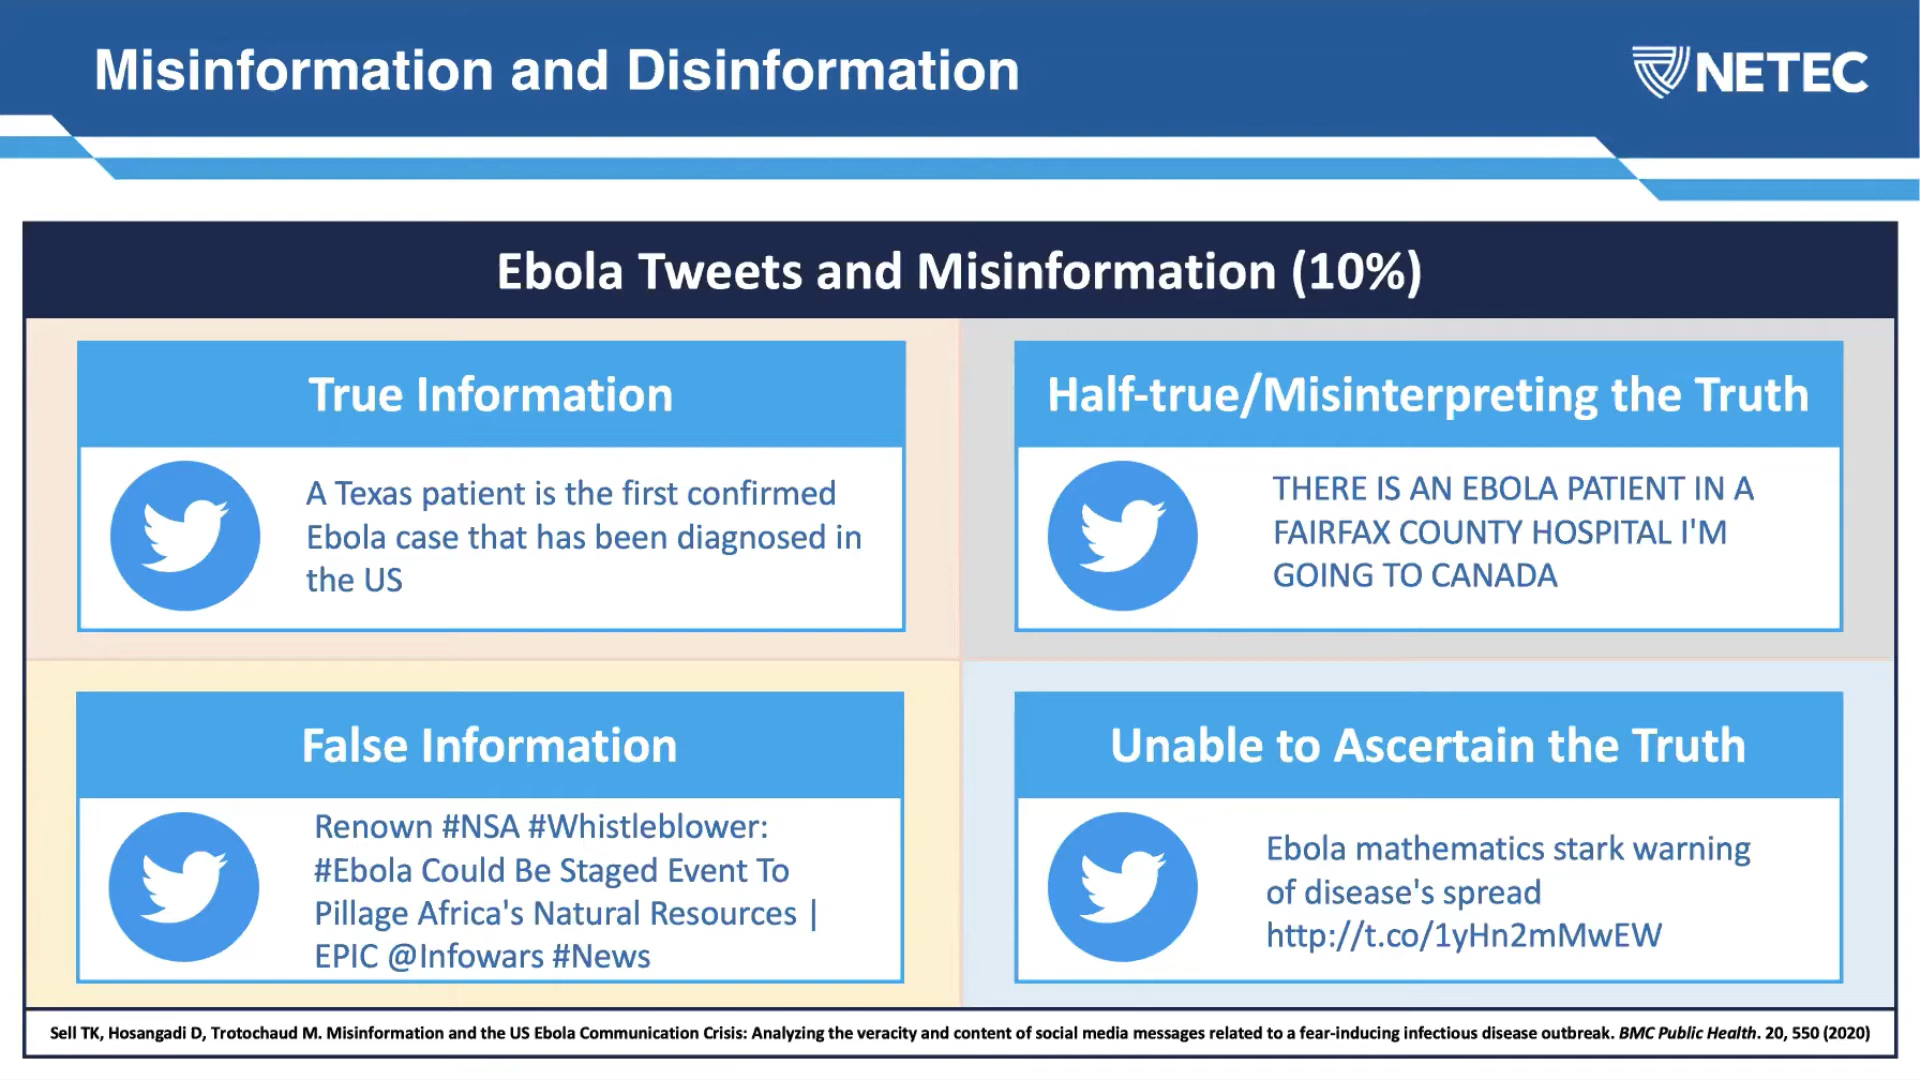 Misinformation and Disinformation
NETEC
Ebola Tweets and Misinformation (10%)
True Information
A Texas patient is the first confirmed
Ebola case that has been diagnosed in
the US
Half-true/Misinterpreting the Truth
THERE IS AN EBOLA PATIENT IN A
FAIRFAX COUNTY HOSPITAL I'M
GOING TO CANADA
False Information
Renown #NSA #Whistleblower:
#Ebola Could Be Staged Event To
Pillage Africa's Natural Resources |
EPIC @Infowars #News
Unable to Ascertain the Truth
Ebola mathematics stark warning
of disease's spread
http://t.co/1yHn2mMwEW
Sell TK, Hosangadi D, Trotochaud M. Misinformation and the US Ebola Communication Crisis: Analyzing the veracity and content of social media messages related to a fear-inducing infectious disease outbreak. BMC Public Health. 20, 550 (2020)